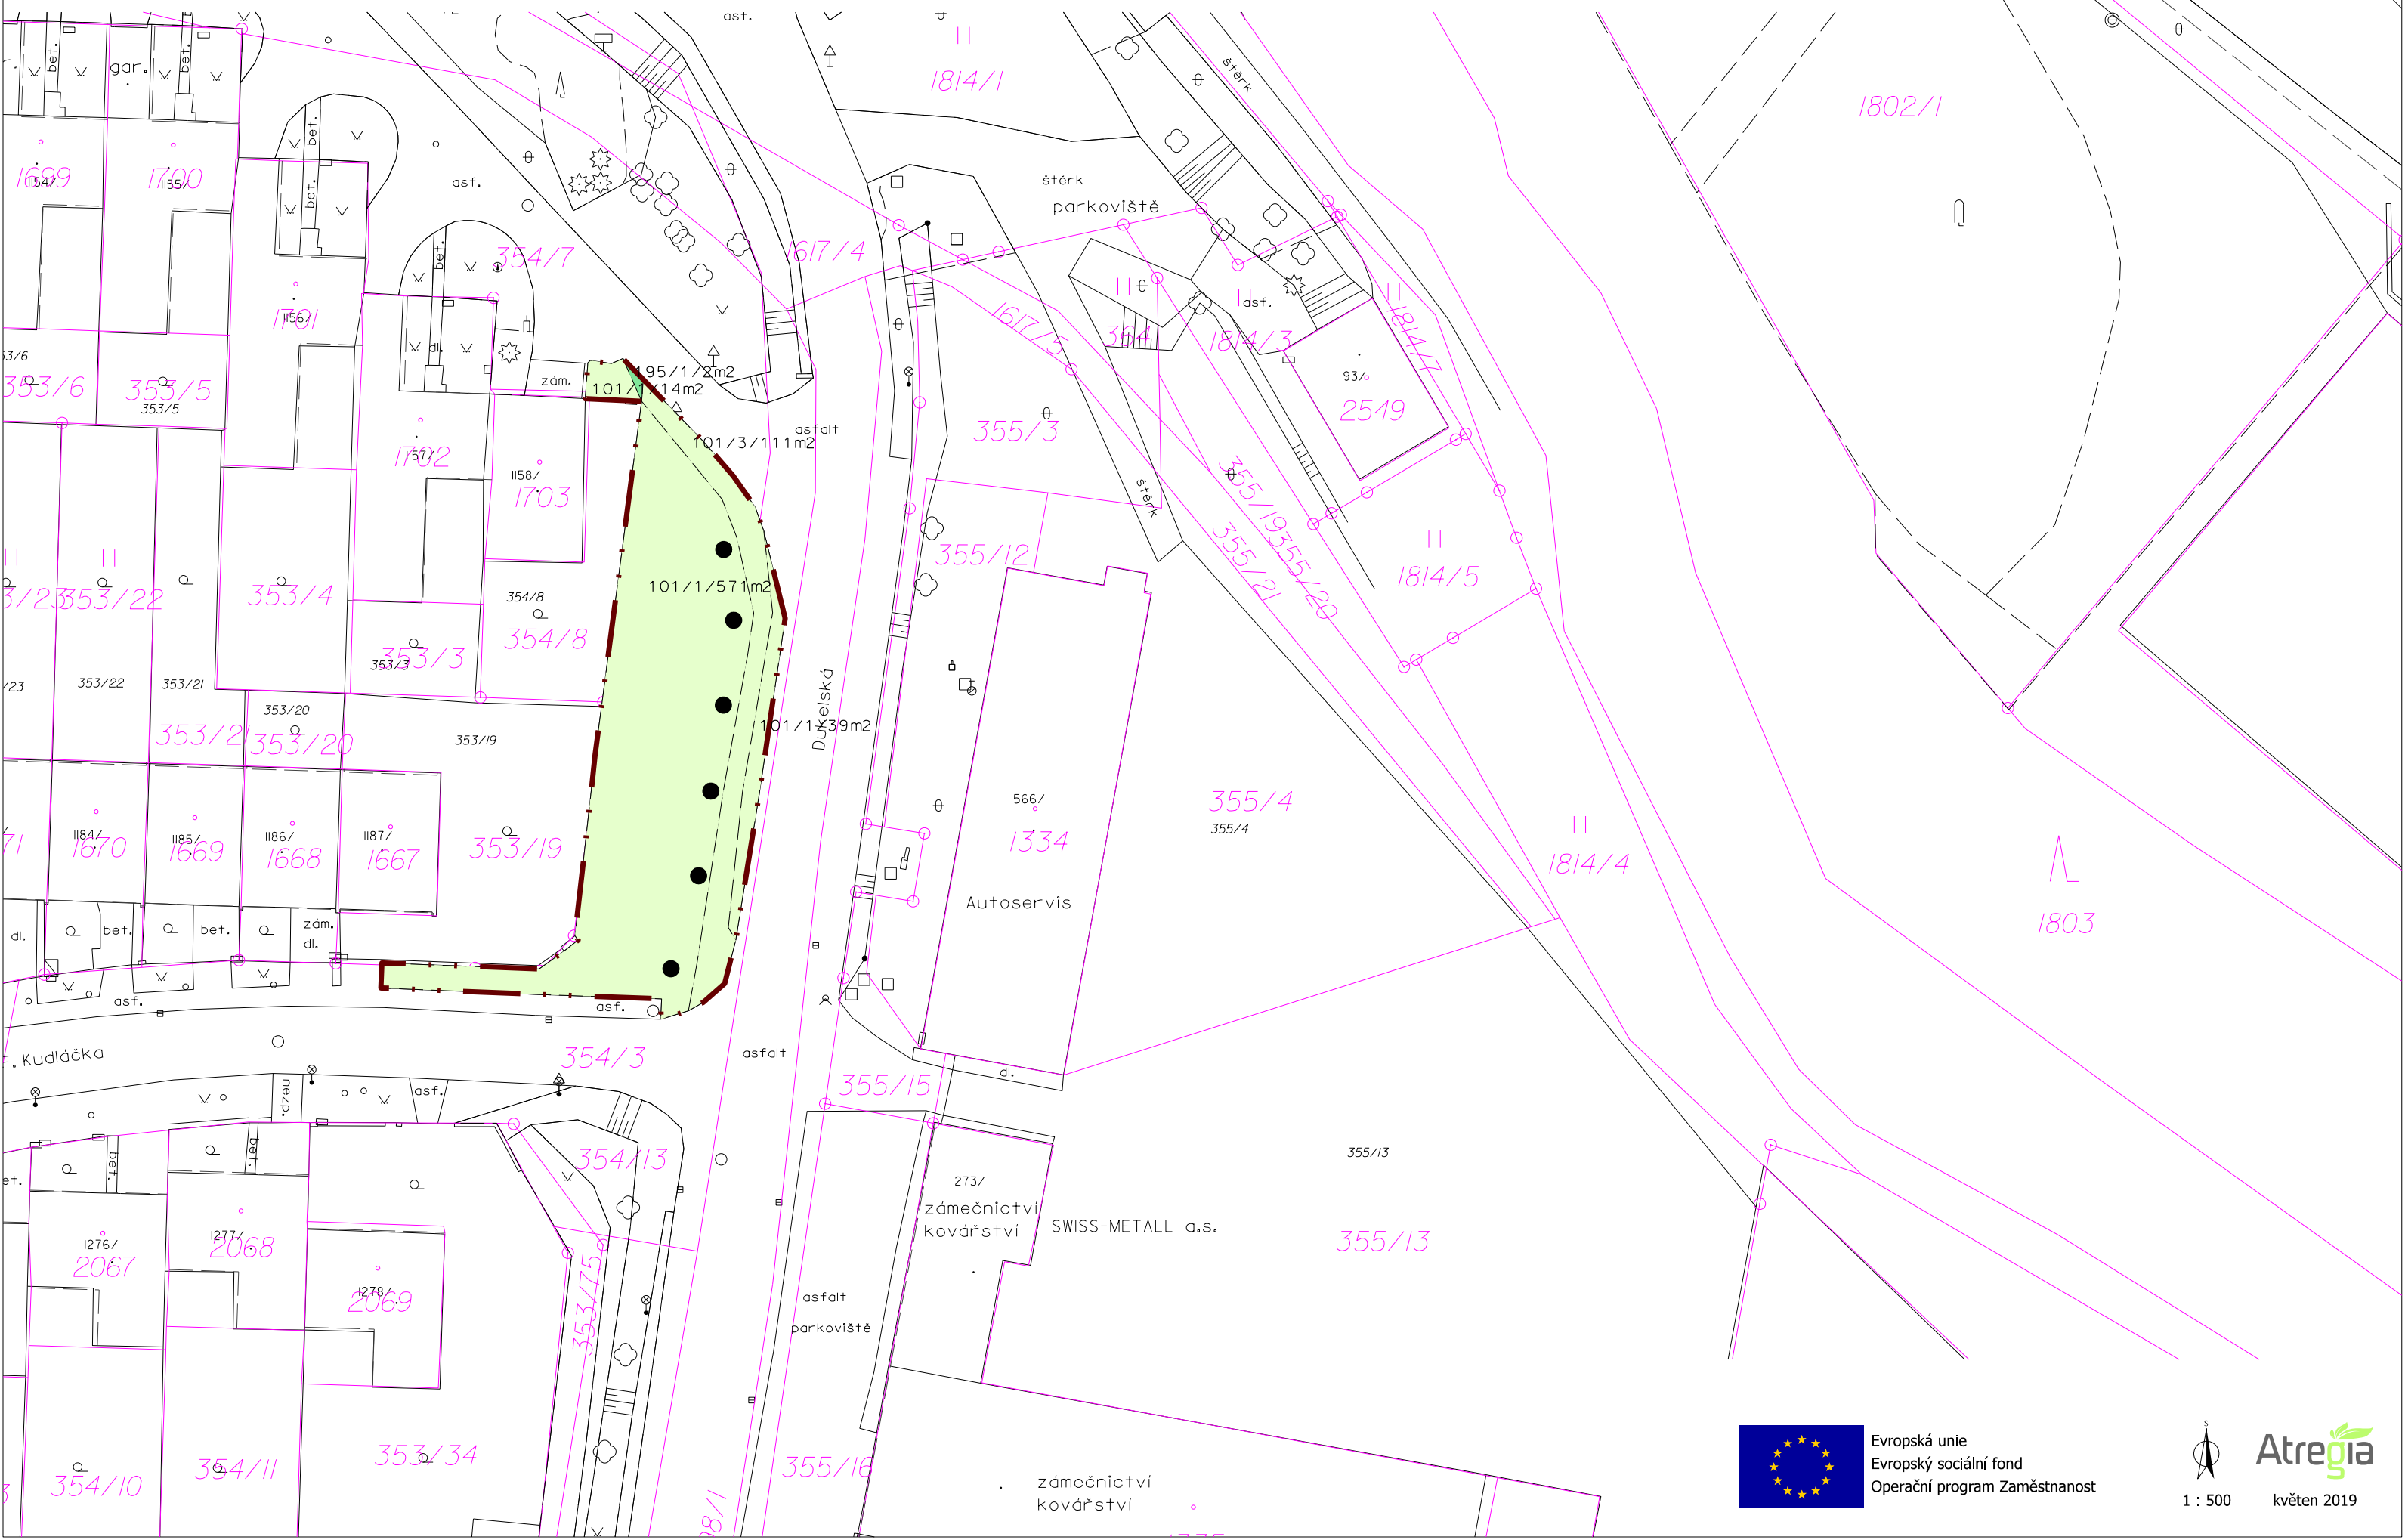 bet.
bet.
gar.
asf.
1814/1
štěrk
1802/1
bet.
1699
1154/
1700
1155/
bet.
asf.
štěrk
parkoviště
354/7
bet.
1617/4
1701
1156/
364
asf.
1617/5
1814/3
1814/7
dl.
353/6
353/5
353/5
zám.
195/1/2m2
101/1/14m2
93/
2549
asfalt
101/3/111m2
355/3
1702
1157/
1158/
1703
štěrk
355/19
355/20
355/21
355/12
1814/5
101/1/571m2
353/22
353/4
354/8
354/8
353/3
353/3
353/22
353/21
353/20
353/21
353/20
353/19
Dukelská
101/1/39m2
566/
1334
355/4
355/4
1184/
1670
1185/
1669
1186/
1668
1187/
1667
353/19
1814/4
Autoservis
1803
dl.
bet.
bet.
zám.
dl.
asf.
asf.
F. Kudláčka
354/3
asfalt
355/15
dl.
nezp.
asf.
bet.
bet.
354/13
355/13
273/
zámečnictví
kovářství
SWISS-METALL a.s.
355/13
1276/
2067
1277/
2068
1278/
2069
353/75
asfalt
parkoviště
353/34
354/10
354/11
355/16
98/1
zámečnictví
kovářství
Evropská unie
Evropský sociální fond
Operační program Zaměstnanost
S
1 : 500
Atregia
květen 2019